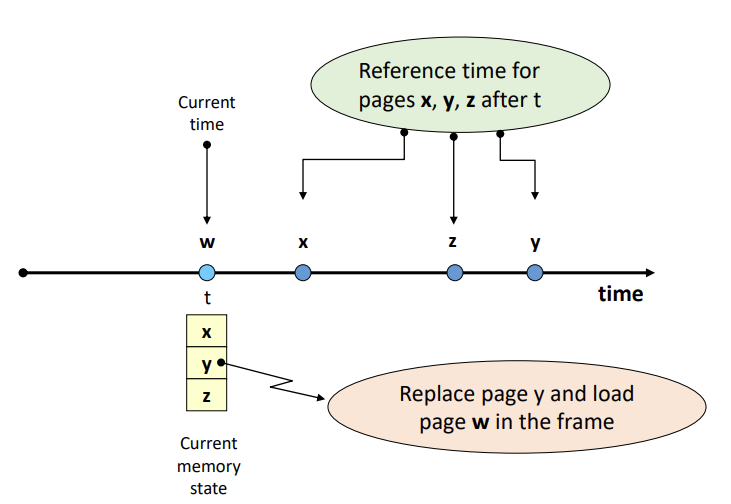 Reference time for
pages x, y, z after t
Current
time
w
x
z
y
t
time
x
y
z
Replace page y and load
page w in the frame
Current
memory
state